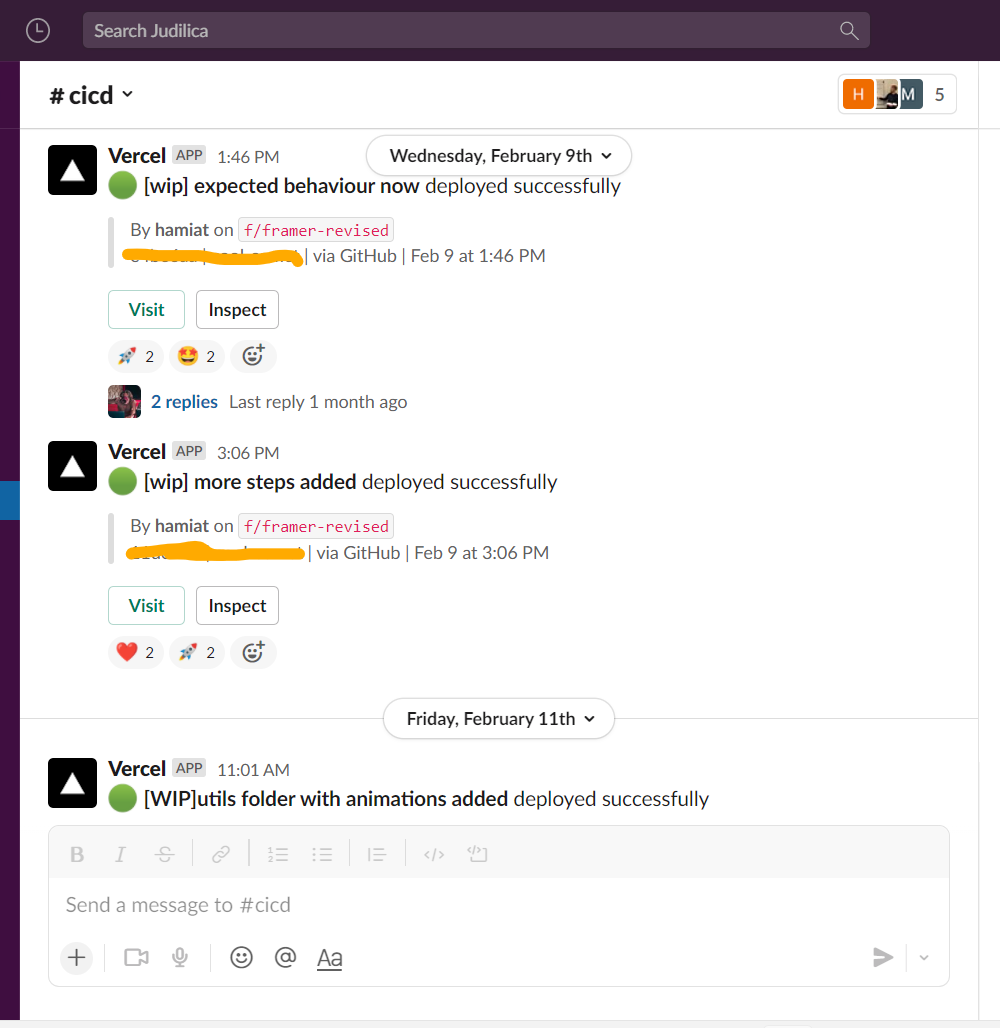 Search Judilica
# cicd
H M 5
Wednesday, February 9th
Vercel APP 1:46 PM
[wip] expected behaviour now deployed successfully
By hamiat on f/framer-revised
| via GitHub | Feb 9 at 1:46 PM
Visit Inspect
2 2
2 replies Last reply 1 month ago
Vercel APP 3:06 PM
[wip] more steps added deployed successfully
By hamiat on f/framer-revised
| via GitHub | Feb 9 at 3:06 PM
Visit Inspect
2 2
Friday, February 11th
Vercel APP 11:01 AM
[WIP]utils folder with animations added deployed successfully
B I S
Send a message to #cicd
@ Aa